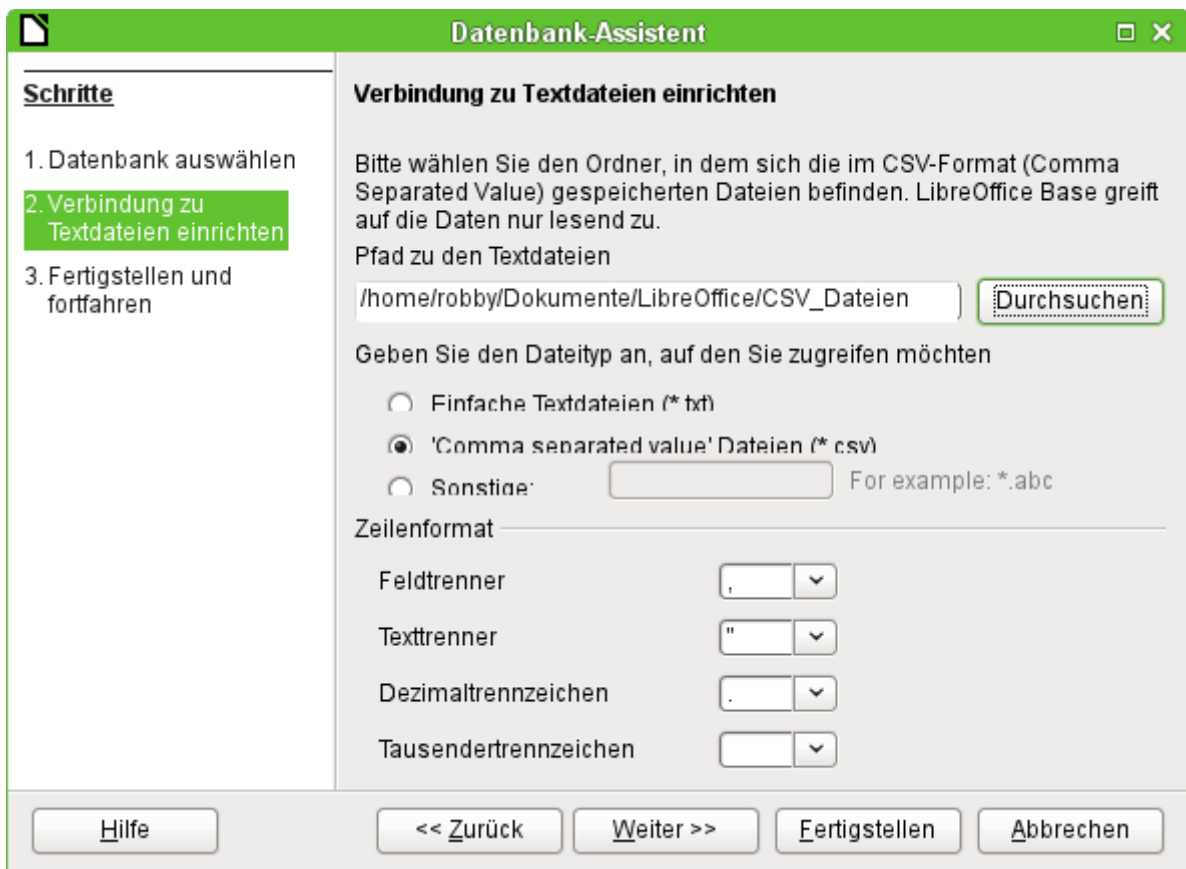 Datenbank-Assistent
Schritte
1. Datenbank auswählen
2. Verbindung zu
Textdateien einrichten
3. Fertigstellen und
fortfahren
Verbindung zu Textdateien einrichten
Bitte wählen Sie den Ordner, in dem sich die im CSV-Format (Comma
Separated Value) gespeicherten Dateien befinden. LibreOffice Base greift
auf die Daten nur lesend zu.
Pfad zu den Textdateien
/home/robby/Dokumente/LibreOffice/CSV_Dateien
Durchsuchen
Geben Sie den Dateityp an, auf den Sie zugreifen möchten
Einfache Textdateien (*.txt)
'Comma separated value' Dateien (*.csv)
Sonstige: For example: *.abc
Zeilenformat
Feldtrenner ,
Texttrenner "
Dezimaltrennzeichen .
Tausendertrennzeichen
Hilfe << Zurück Weiter >> Fertigstellen Abbrechen